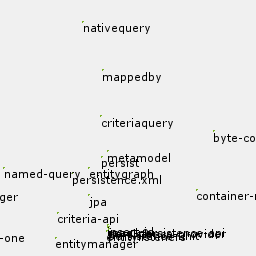 nativequery
mappedby
criteriaquery
byte-co
metamodel
persist
named-query
entitygraph
persistence.xml
container-
ger
jpa
criteria-api
-one
entitymanager